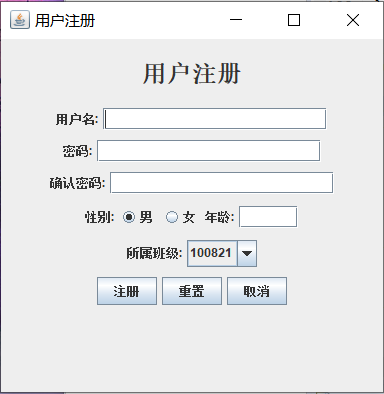 用户注册
用户注册
用户名:
密码:
确认密码:
性别: 男 女 年龄:
所属班级: 100821
注册 重置 取消